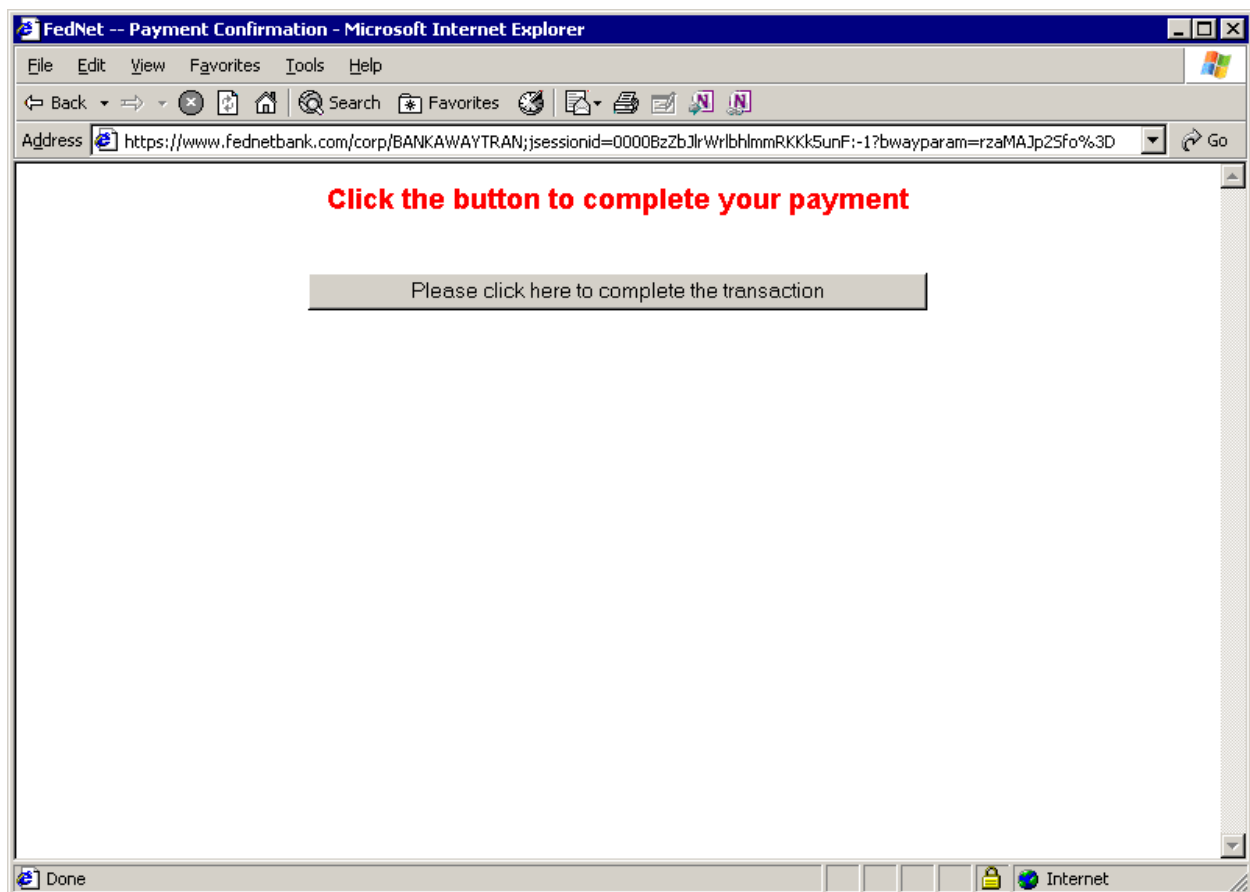 FedNet -- Payment Confirmation - Microsoft Internet Explorer
File Edit View Favorites Tools Help
Back Search Favorites
Address https://www.fednetbank.com/corp/BANKAWAYTRAN;jsessionid=0000BzZbJlrWrlbhlmmRKKk5unF:-1?bwayparam=rzaMAJp2Sfo%3D Go
Click the button to complete your payment
Please click here to complete the transaction
Done Internet